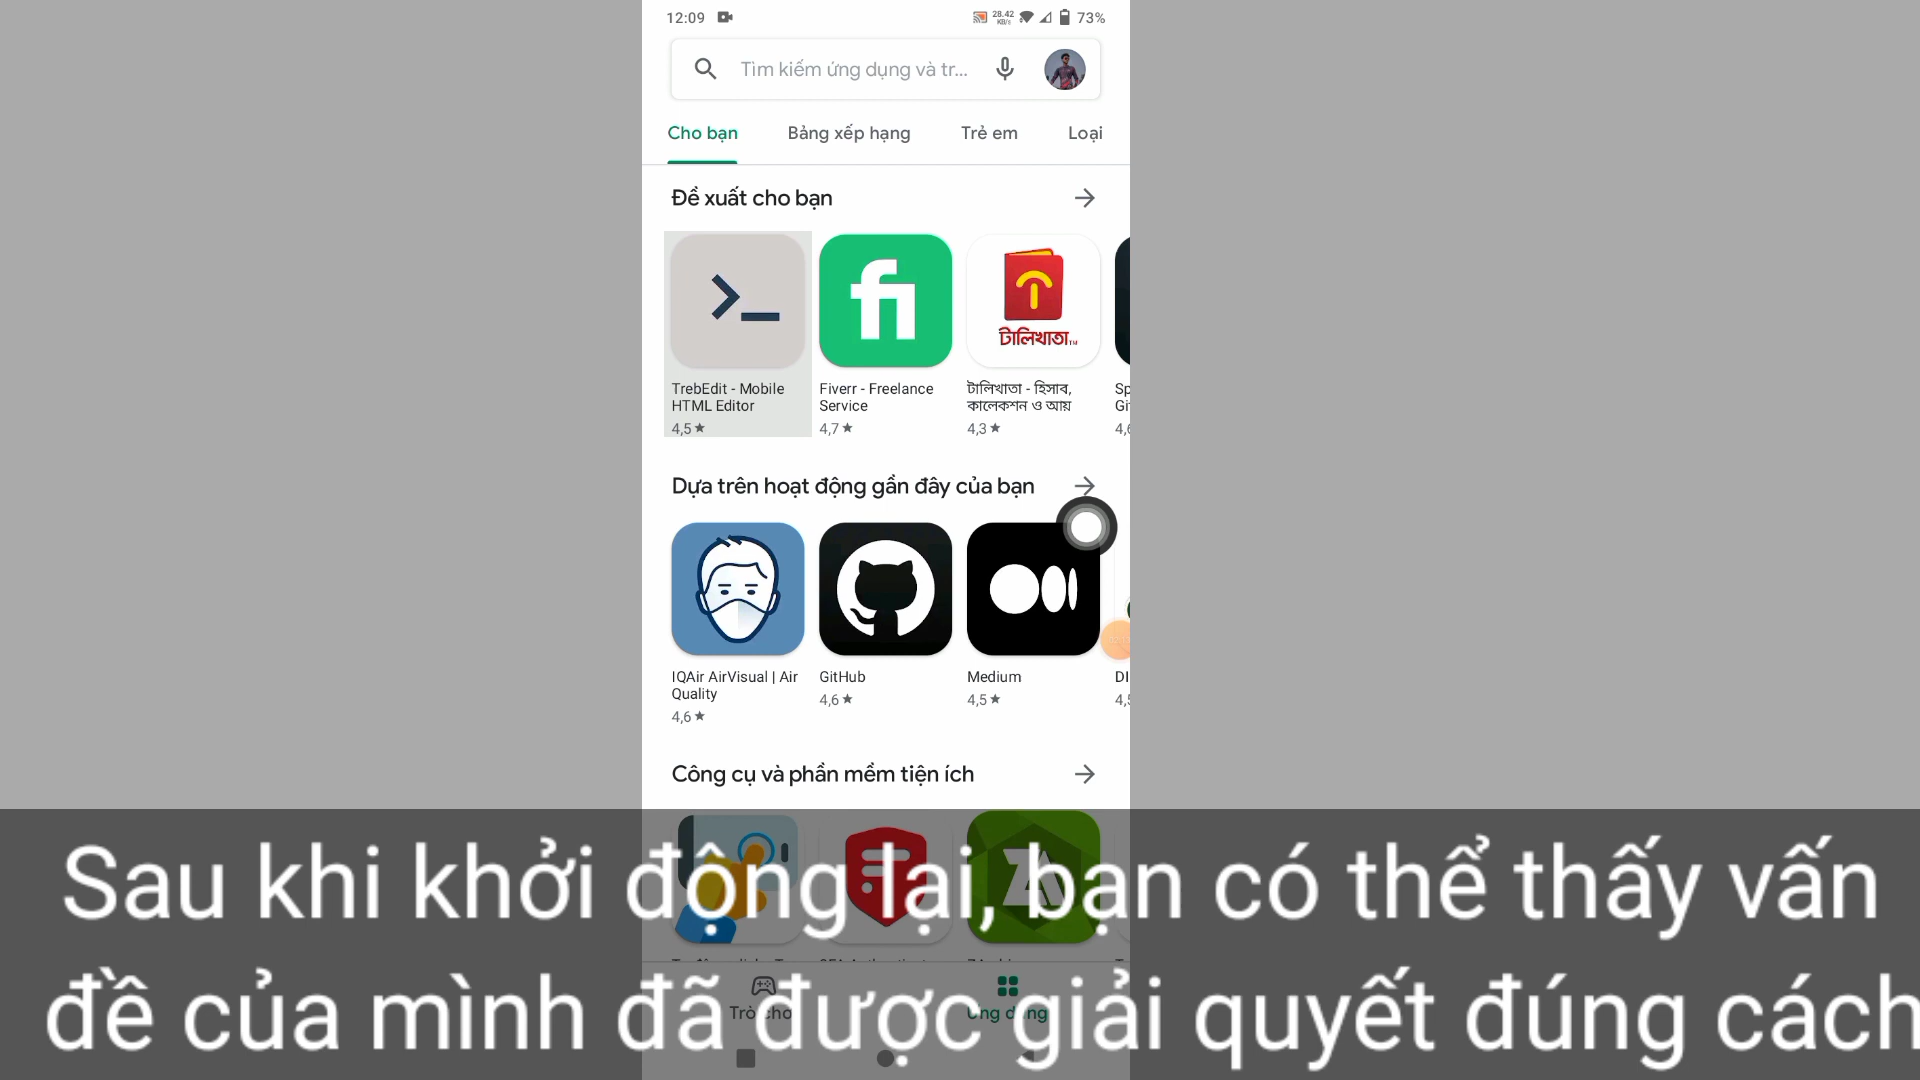 12:09
28.42
KB/s
73%
Tìm kiếm ứng dụng và tr...
Cho bạn
Bảng xếp hạng
Trẻ em
Loại
Đề xuất cho bạn
টালিখাতা
TrebEdit - Mobile
HTML Editor
4,5★
Fiverr - Freelance
Service
4,7★
টালিখাতা - হিসাব,
কালেকশন ও আয়
4,3★
Dựa trên hoạt động gần đây của bạn
IQAir AirVisual | Air
Quality
4,6★
GitHub
4,6★
Medium
4,5★
Công cụ và phần mềm tiện ích
Sau khi khởi động lại, bạn có thể thấy vấn
đề của mình đã được giải quyết đúng cách